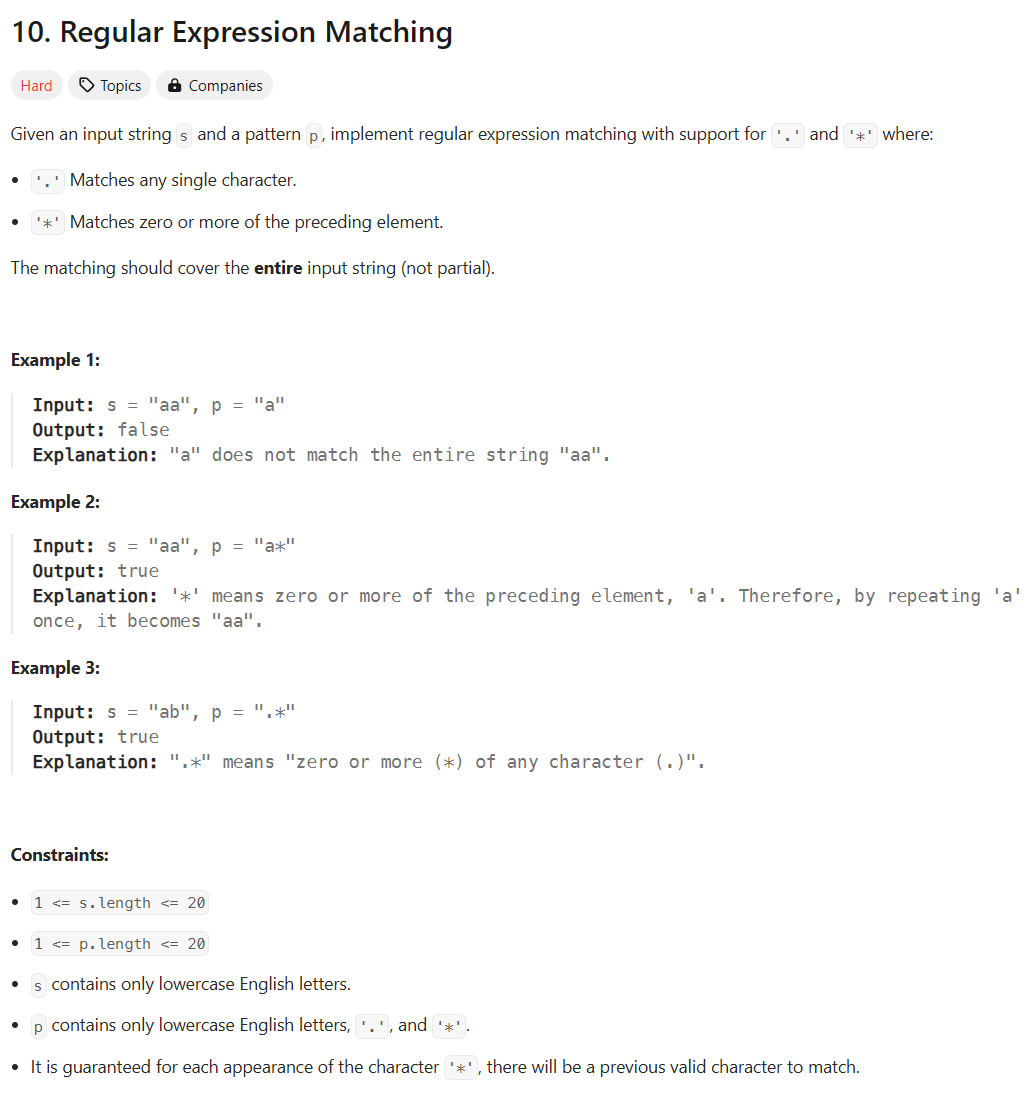 10. Regular Expression Matching
Hard Topics Companies
Given an input string s and a pattern p, implement regular expression matching with support for '.' and '*' where:
• '.' Matches any single character.
• '*' Matches zero or more of the preceding element.
The matching should cover the entire input string (not partial).
Example 1:
Input: s = "aa", p = "a"
Output: false
Explanation: "a" does not match the entire string "aa".
Example 2:
Input: s = "aa", p = "a*"
Output: true
Explanation: '*' means zero or more of the preceding element, 'a'. Therefore, by repeating 'a'
once, it becomes "aa".
Example 3:
Input: s = "ab", p = ".*"
Output: true
Explanation: ".*" means "zero or more (*) of any character (.)".
Constraints:
• 1 <= s.length <= 20
• 1 <= p.length <= 20
• s contains only lowercase English letters.
• p contains only lowercase English letters, '.', and '*'.
• It is guaranteed for each appearance of the character '*', there will be a previous valid character to match.